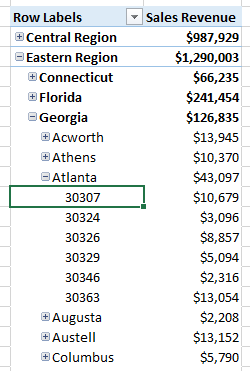 Row Labels Sales Revenue
Central Region $987,929
Eastern Region $1,290,003
Connecticut $66,235
Florida $241,454
Georgia $126,835
Acworth $13,945
Athens $10,370
Atlanta $43,097
30307 $10,679
30324 $3,096
30326 $8,857
30329 $5,094
30346 $2,316
30363 $13,054
Augusta $2,208
Austell $13,152
Columbus $5,790